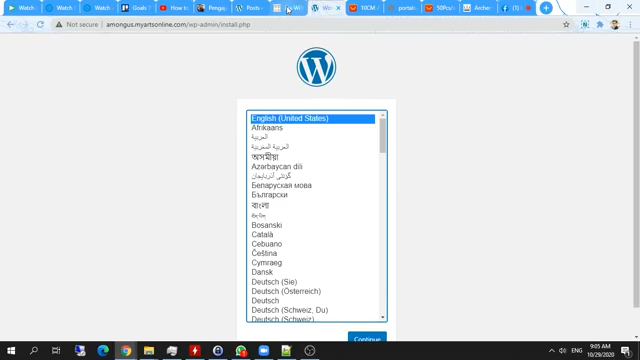 Watch
Watch
Watch
Goals
How to
Pengaj
Posts
Wo
10CM
portal
50Pcs
Archer
Not secure
amongus.myartsonline.com/wp-admin/install.php
English (United States)
Afrikaans
العربية
العربية المغربية
অসমীয়া
Azərbaycan dili
گؤنئی آذربایجان
Беларуская мова
Български
বাংলা
Bosanski
Català
Cebuano
Čeština
Cymraeg
Dansk
Deutsch (Sie)
Deutsch (Österreich)
Deutsch
Deutsch (Schweiz, Du)
Deutsch (Schweiz)
Continue
9:05 AM
10/29/2020